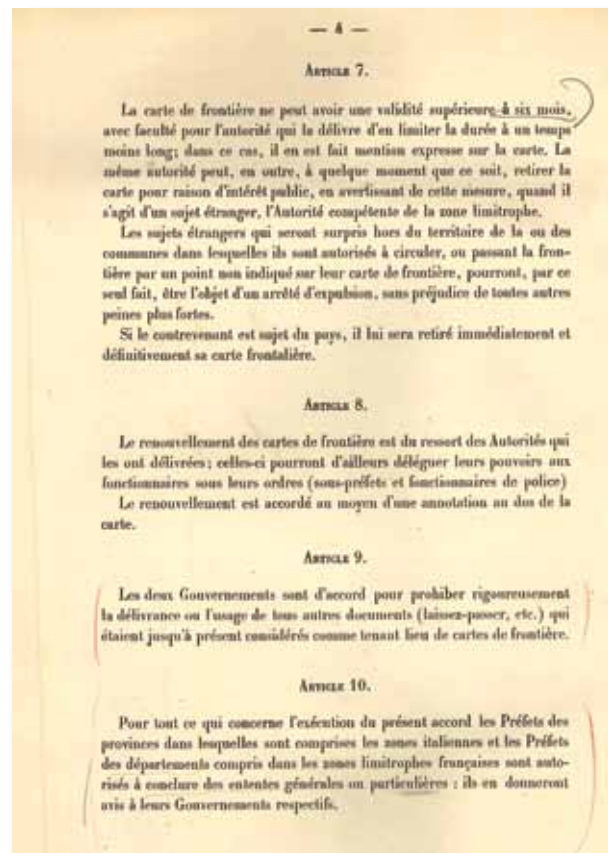 — 4 —
Article 7.
La carte de frontière ne peut avoir une validité supérieure à six mois,
avec faculté pour l'autorité qui la délivre d'en limiter la durée à un temps
moins long; dans ce cas, il en est fait mention expresse sur la carte. La
même autorité peut, en outre, à quelque moment que ce soit, retirer la
carte pour raison d'intérêt public, en avertissant de cette mesure, quand il
s'agit d'un sujet étranger, l'Autorité compétente de la zone limitrophe.
Les sujets étrangers qui seront surpris hors du territoire de la ou des
communes dans lesquelles ils sont autorisés à circuler, ou passant la fron-
tière par un point non indiqué sur leur carte de frontière, pourront, par ce
seul fait, être l'objet d'un arrêté d'expulsion, sans préjudice de toutes autres
peines plus fortes.
Si le contrevenant est sujet du pays, il lui sera retiré immédiatement et
définitivement sa carte frontalière.
Article 8.
Le renouvellement des cartes de frontière est du ressort des Autorités qui
les ont délivrées; celles-ci pourront d'ailleurs déléguer leurs pouvoirs aux
fonctionnaires sous leurs ordres (sous-préfets et fonctionnaires de police)
Le renouvellement est accordé au moyen d'une annotation au dos de la
carte.
Article 9.
Les deux Gouvernements sont d'accord pour prohiber rigoureusement
la délivrance ou l'usage de tous autres documents (laissez-passer, etc.) qui
étaient jusqu'à présent considérés comme tenant lieu de cartes de frontière.
Article 10.
Pour tout ce qui concerne l'exécution du présent accord les Préfets des
provinces dans lesquelles sont comprises les zones italiennes et les Préfets
des départements compris dans les zones limitrophes françaises sont auto-
risés à conclure des ententes générales ou particulières : ils en donneront
avis à leurs Gouvernements respectifs.